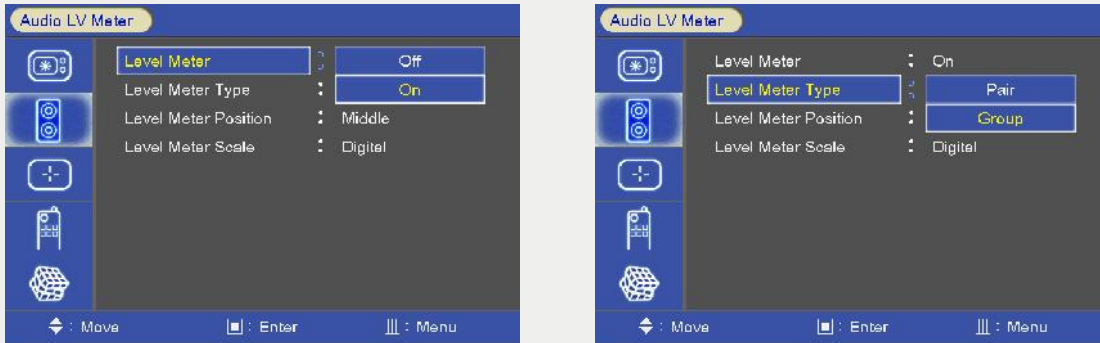 Audio LV Meter
Level Meter : Off
On
Level Meter Type :
Level Meter Position : Middle
Level Meter Scale : Digital
: Move : Enter : Menu
Audio LV Meter
Level Meter : On
Level Meter Type : Pair
Group
Level Meter Position :
Level Meter Scale : Digital
: Move : Enter : Menu